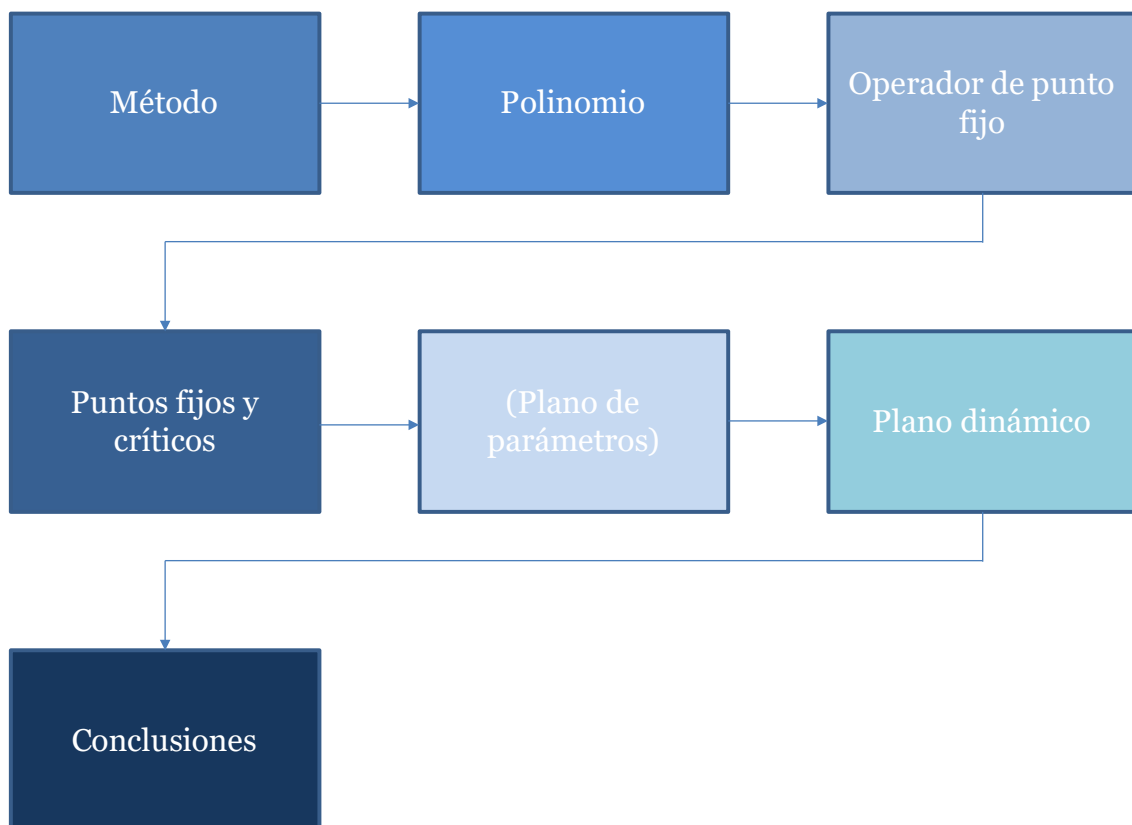 Método
Polinomio
Operador de punto
fijo
Puntos fijos y
críticos
(Plano de
parámetros)
Plano dinámico
Conclusiones